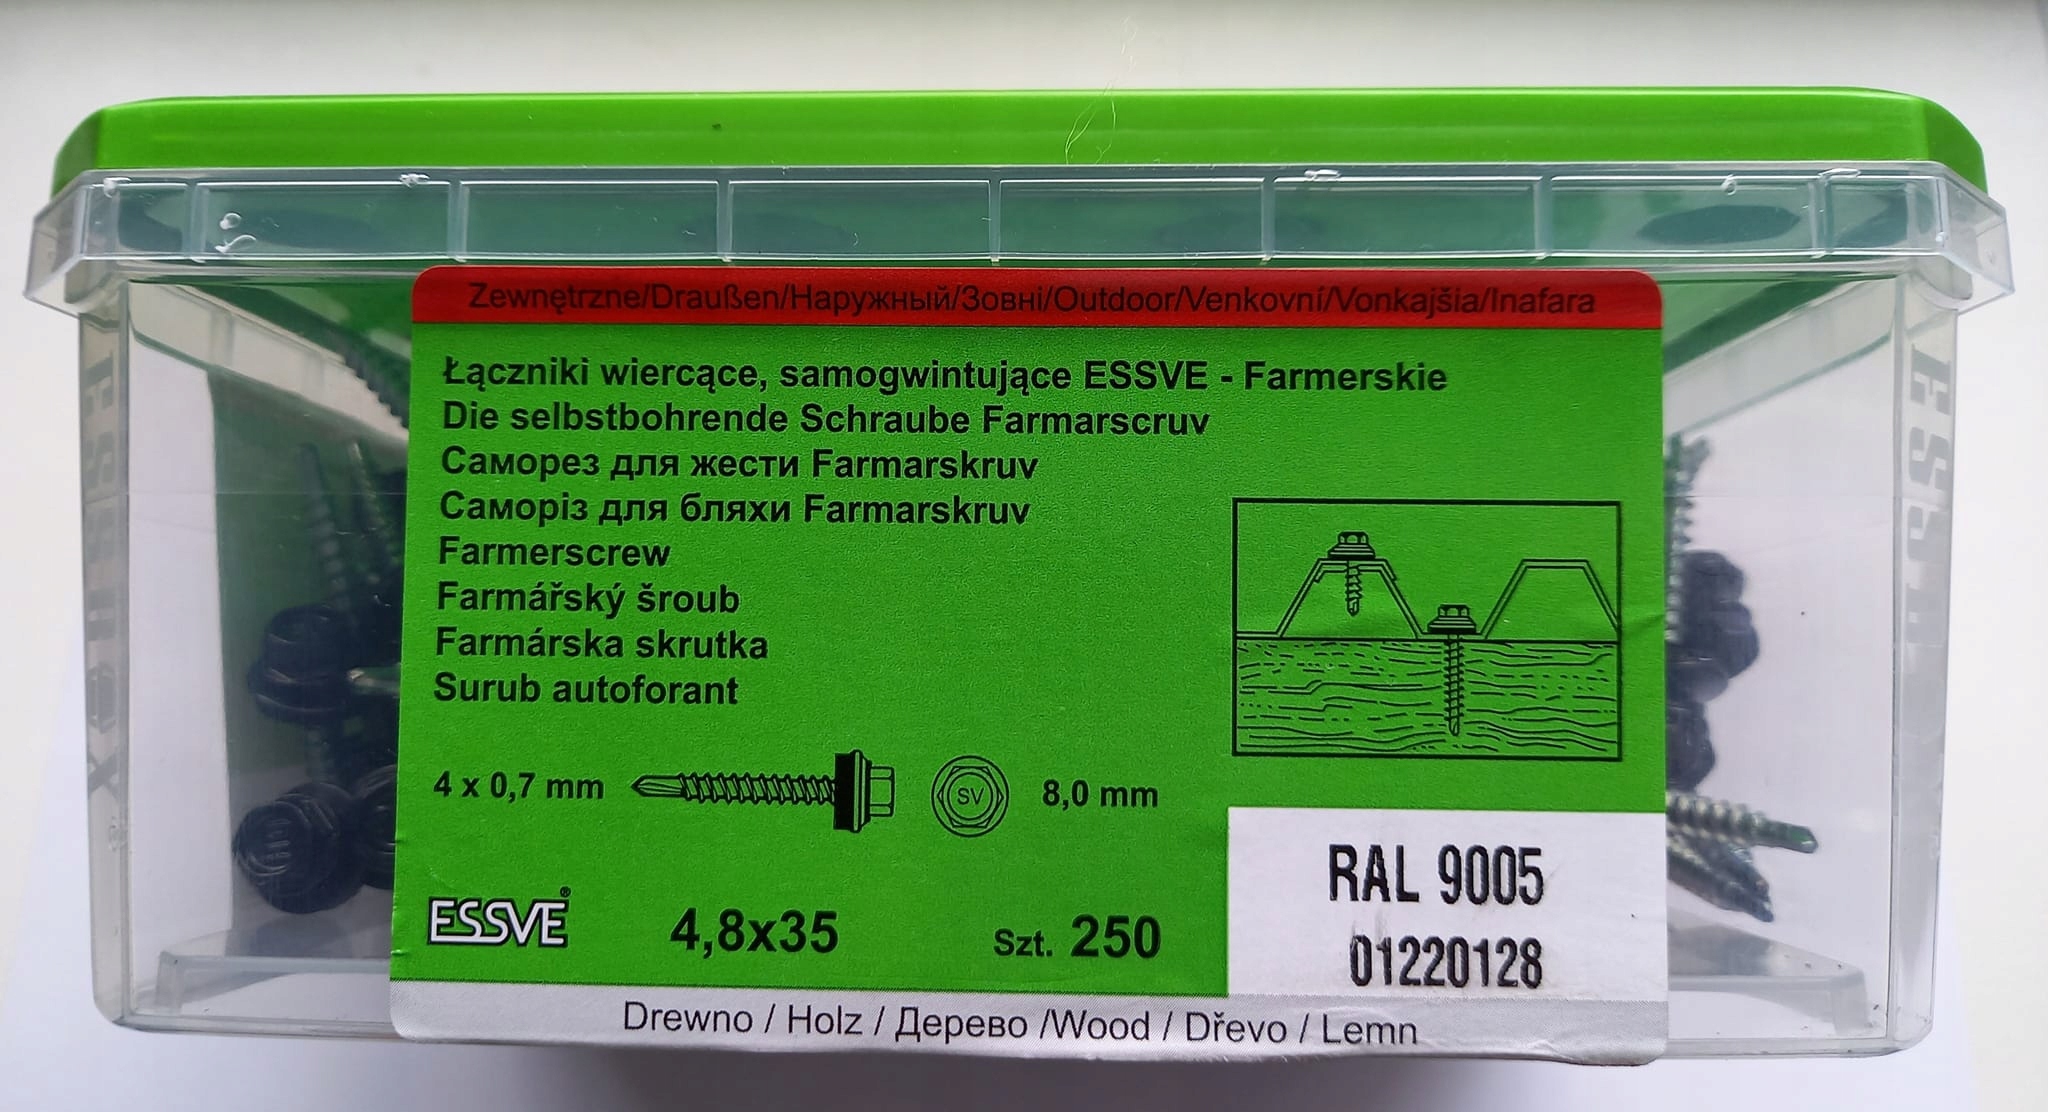 Zewnętrzne/Draußen/Наружный/Зовні/Outdoor/Venkovní/Vonkajšia/Inafara
Łączniki wiercące, samogwintujące ESSVE - Farmerskie
Die selbstbohrende Schraube Farmarscruv
Саморез для жести Farmarskruv
Саморіз для бляхи Farmarskruv
Farmerscrew
Farmářský šroub
Farmárska skrutka
Surub autoforant
4 x 0,7 mm
SV
8,0 mm
RAL 9005
01220128
ESSVE®
4,8x35
Szt. 250
Drewno / Holz / Дерево /Wood / Dřevo / Lemn